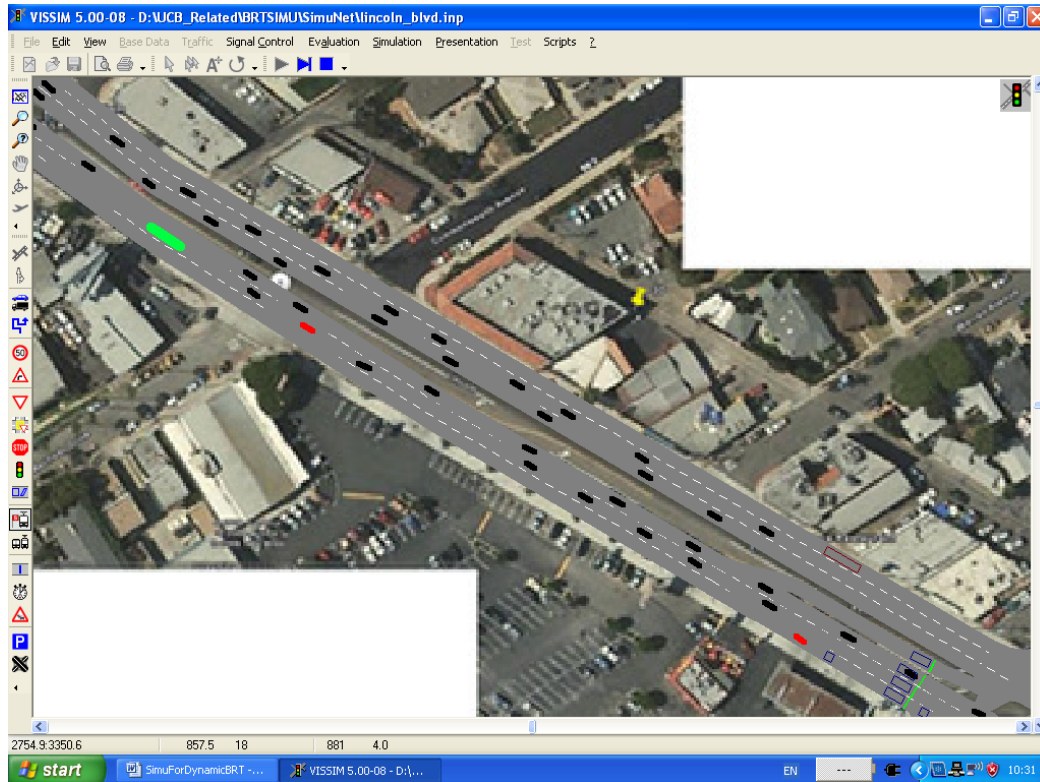 VISSIM 5.00-08 - D:\UCB_Related\BRTSIMU\SimuNet\lincoln_blvd.inp
File Edit View Base Data Traffic Signal Control Evaluation Simulation Presentation Test Scripts ?
50
STOP
P
2754.9:3350.6 857.5 18 881 4.0
start SimuForDynamicBRT -... VISSIM 5.00-08 - D:\... EN --- 10:31